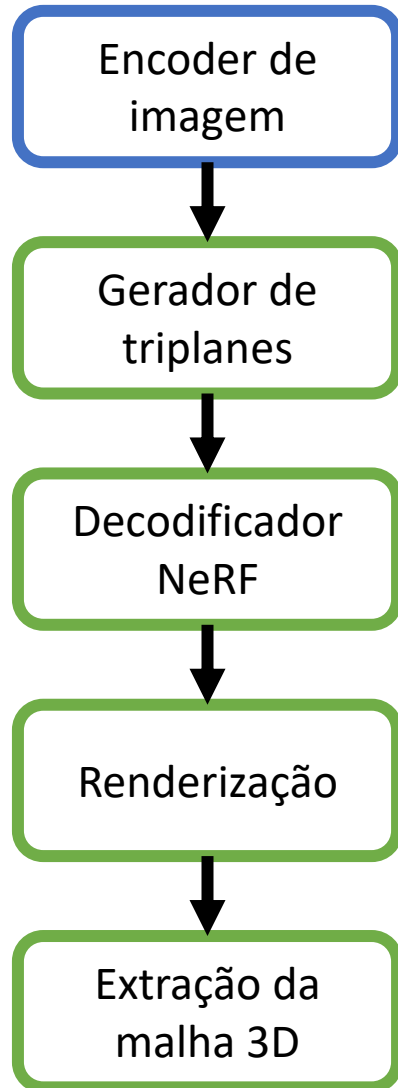 Encoder de
imagem
Gerador de
triplanes
Decodificador
NeRF
Renderização
Extração da
malha 3D